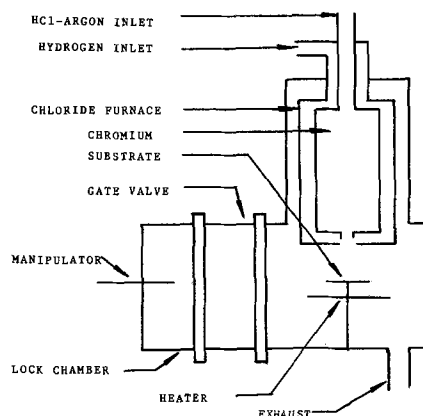 HCl-ARGON INLET
HYDROGEN INLET
CHLORIDE FURNACE
CHROMIUM
SUBSTRATE
GATE VALVE
MANIPULATOR
LOCK CHAMBER
HEATER
EXHAUST